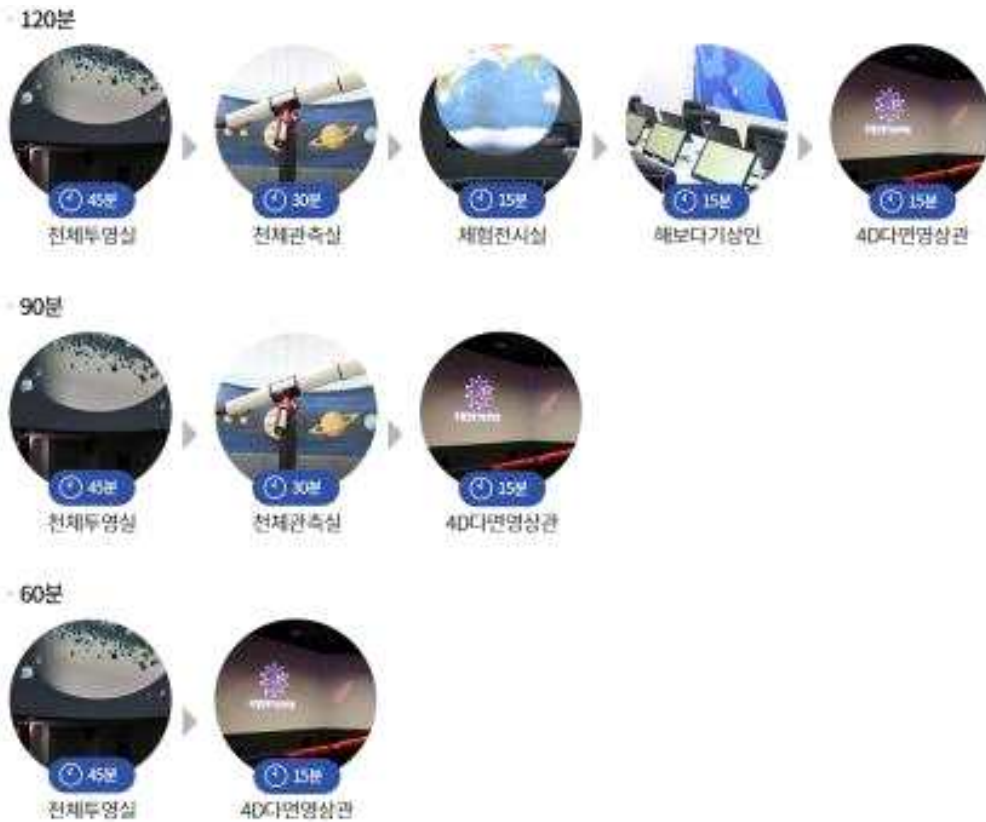 120분
45분
30분
15분
15분
15분
천체투영실
천체관측실
체험전시실
해보다기상인
4D다면영상관
90분
45분
30분
15분
천체투영실
천체관측실
4D다면영상관
60분
45분
15분
천체투영실
4D다면영상관